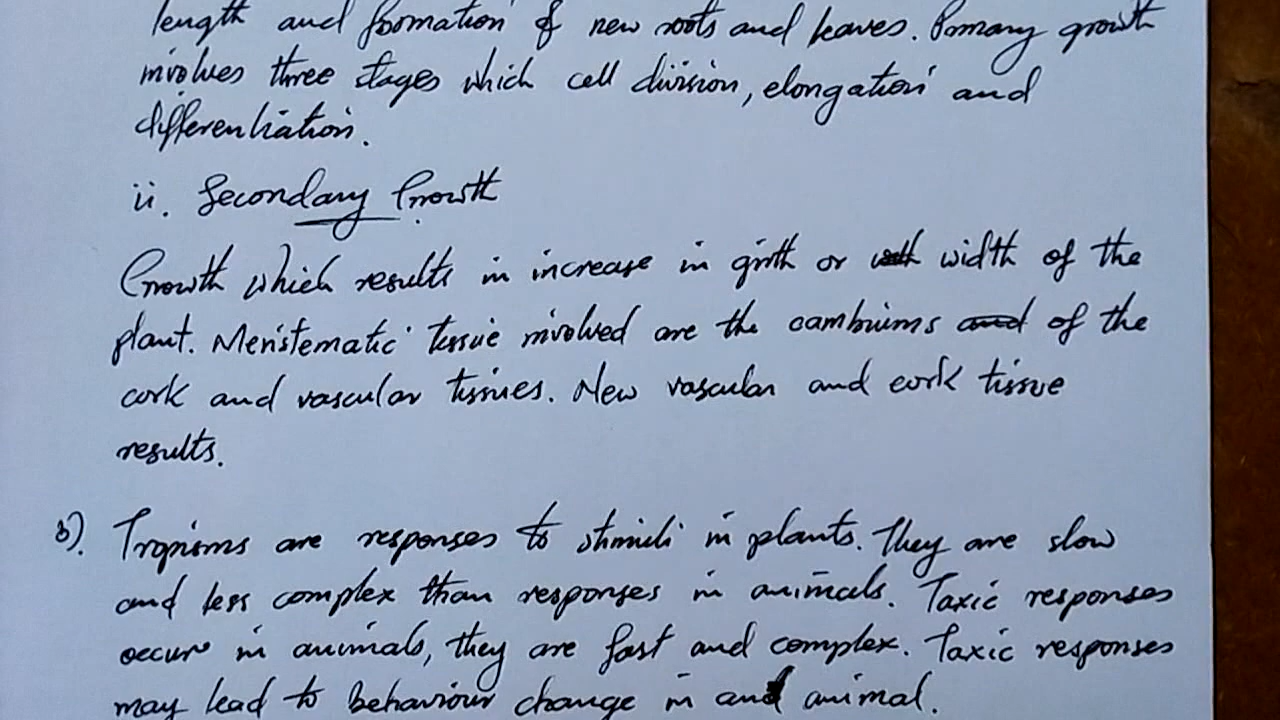 length and formation of new roots and leaves. Primary growth
involves three stages which cell division, elongation and
differentiation.
ii. Secondary Growth
Growth which results in increase in girth or width of the
plant. Meristematic tissue involved are the cambiums and of the
cork and vascular tissues. New vascular and cork tissue
results.
b). Tropisms are responses to stimuli in plants. They are slow
and less complex than responses in animals. Taxic responses
occur in animals, they are fast and complex. Taxic responses
may lead to behaviour change in and animal.